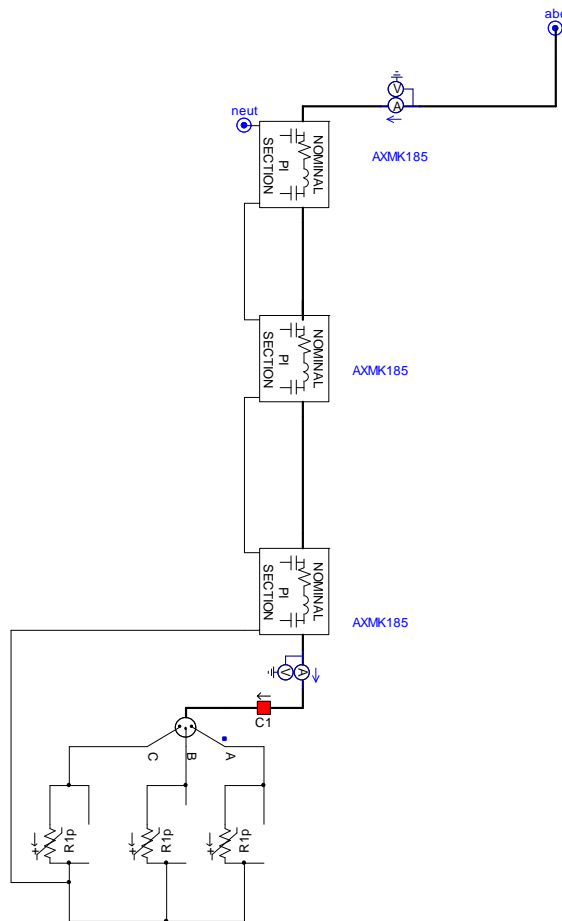 abc
V
A
neut
NOMINAL
PI
SECTION
AXMK185
NOMINAL
PI
SECTION
AXMK185
NOMINAL
PI
SECTION
AXMK185
V
A
C1
C
B
A
+
R1p
+
R1p
+
R1p